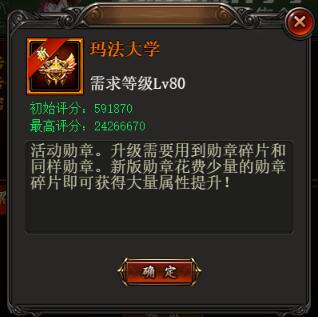 新
玛法大学
需求等级Lv80
初始评分：591870
最高评分：24266670
活动勋章。升级需要用到勋章碎片和
同样勋章。新版勋章花费少量的勋章
碎片即可获得大量属性提升！
确定